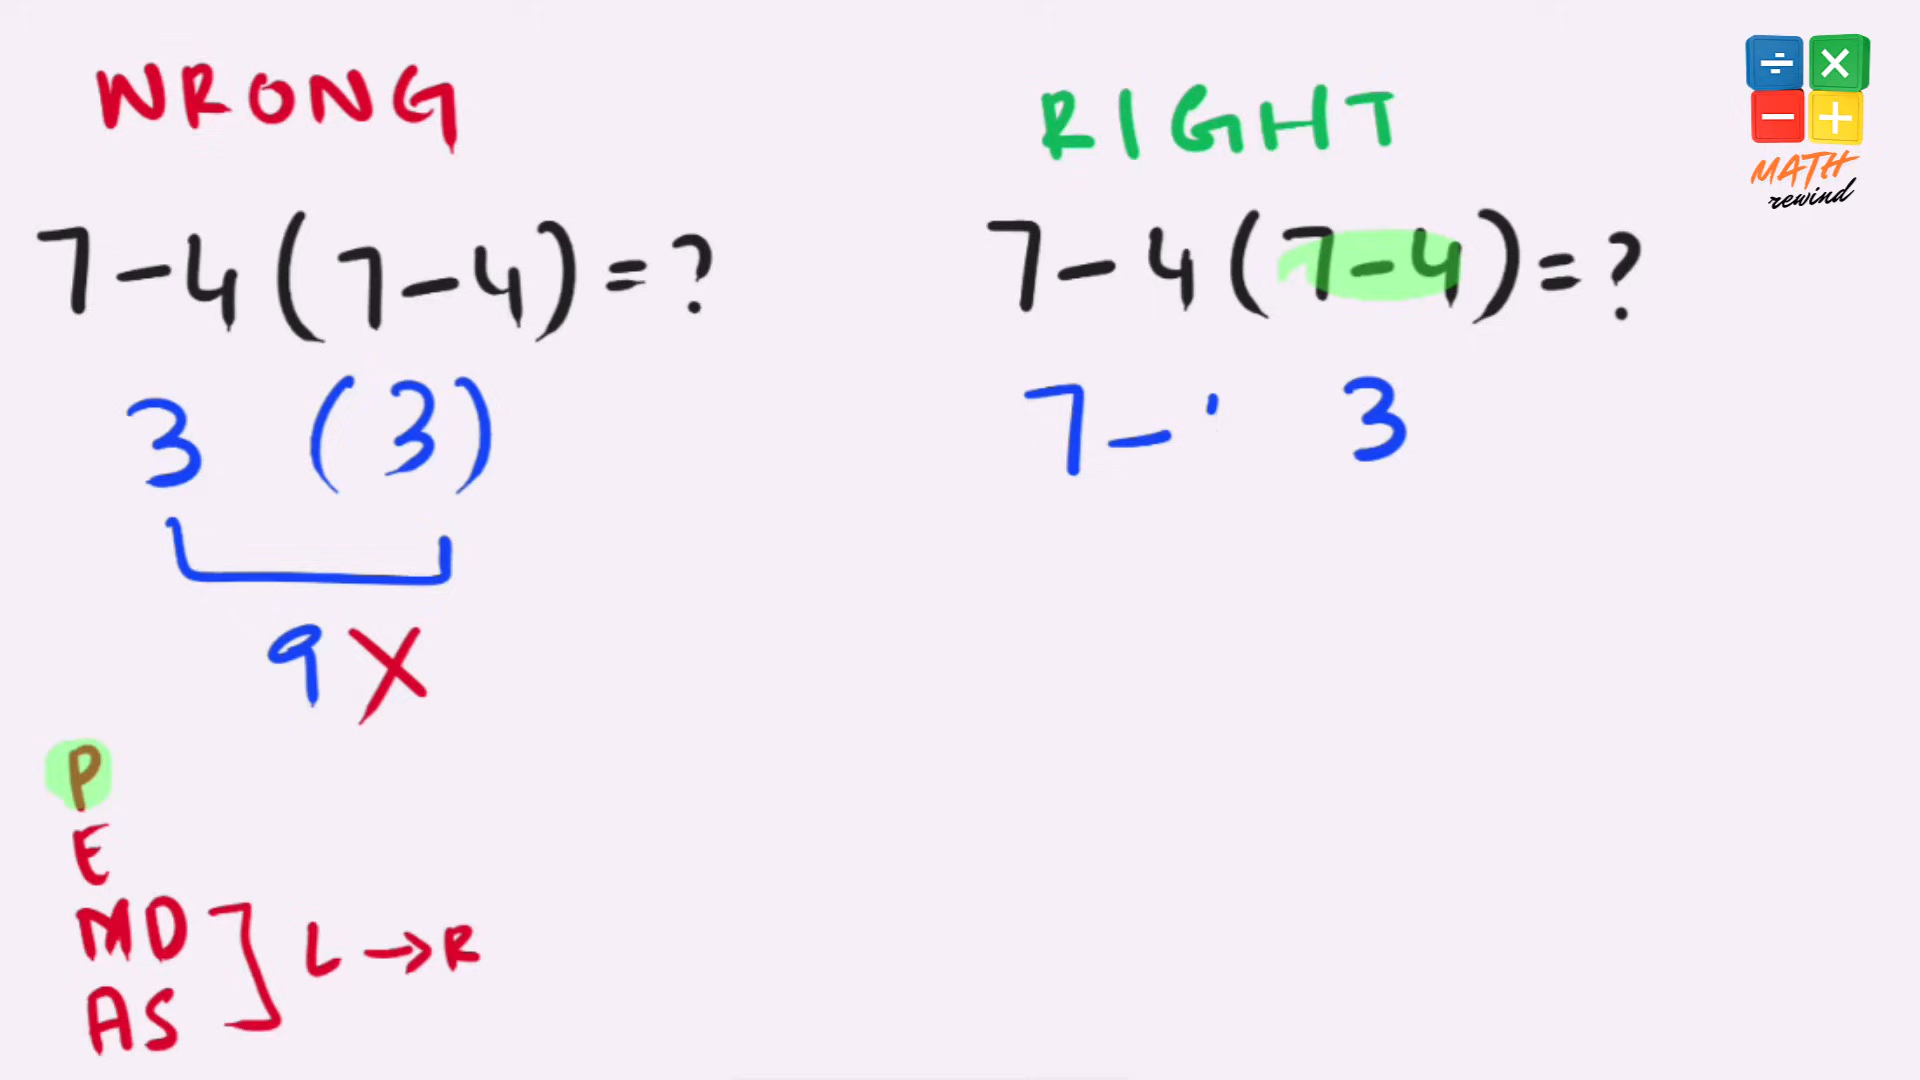 WRONG
7-4(7-4)=?
3 (3)
9X
P
E
MD
AS
L→R
RIGHT
7-4(7-4)=?
7- 3
MATH
rewind